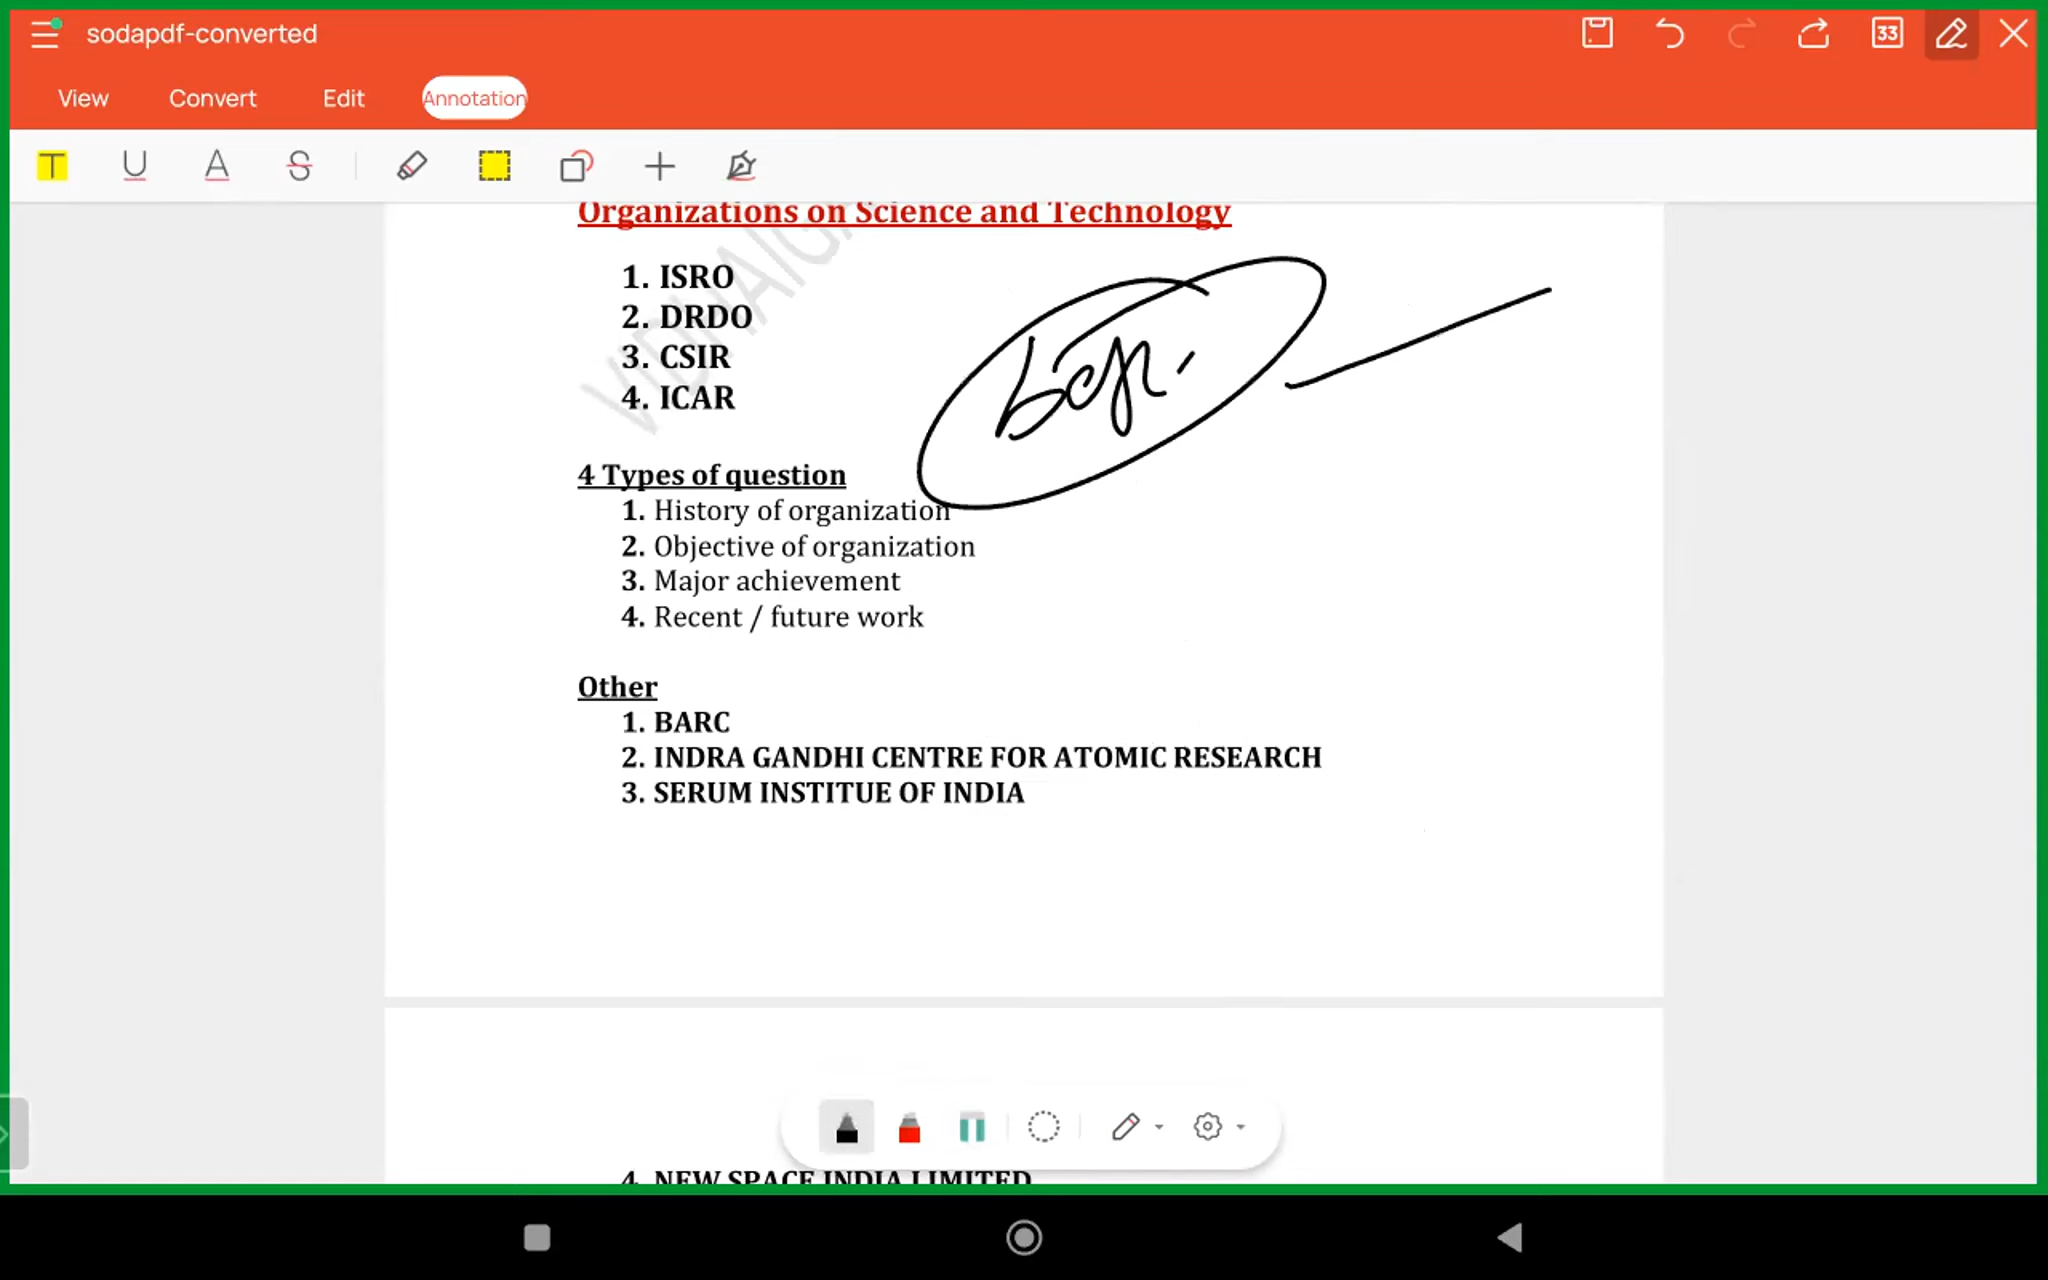 sodapdf-converted
33
View Convert Edit Annotation
T U A S
Organizations on Science and Technology
1. ISRO
2. DRDO
3. CSIR
4. ICAR
4 Types of question
1. History of organization
2. Objective of organization
3. Major achievement
4. Recent / future work
Other
1. BARC
2. INDRA GANDHI CENTRE FOR ATOMIC RESEARCH
3. SERUM INSTITUE OF INDIA
4. NEW SPACE INDIA LIMITED